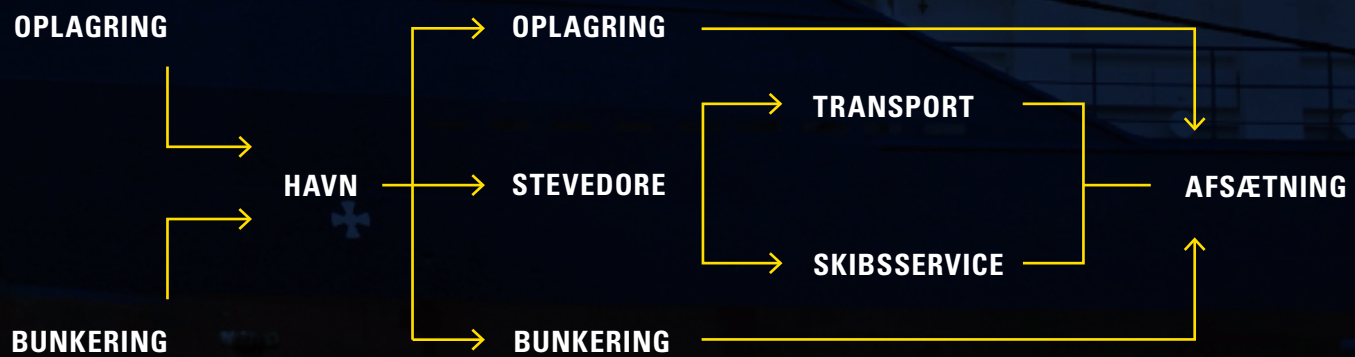 OPLAGRING
BUNKERING
HAVN
OPLAGRING
STEVEDORE
BUNKERING
TRANSPORT
SKIBSSERVICE
AFSÆTNING